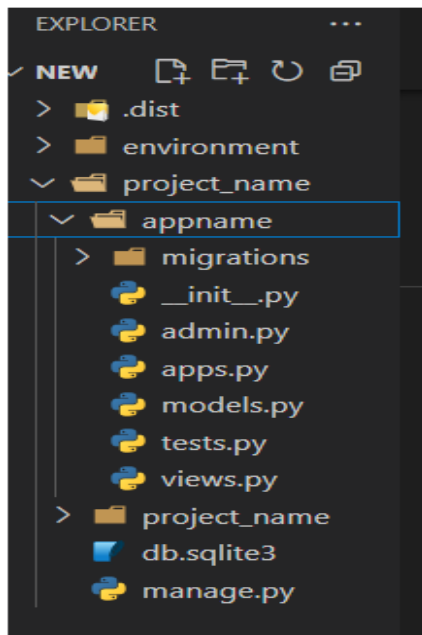 EXPLORER
NEW
.dist
environment
project_name
appname
migrations
__init__.py
admin.py
apps.py
models.py
tests.py
views.py
project_name
db.sqlite3
manage.py